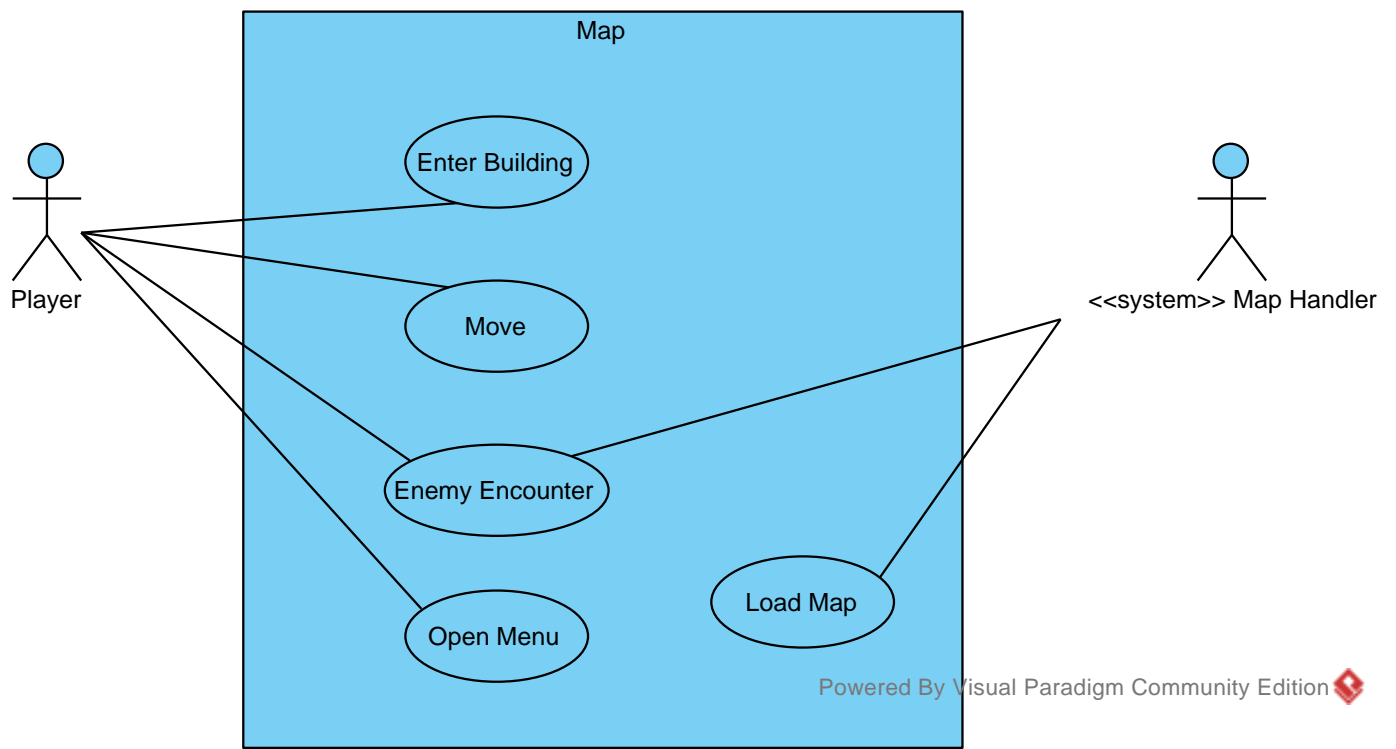 Map
Enter Building
Player
<<system>> Map Handler
Move
Enemy Encounter
Load Map
Open Menu
Powered By Visual Paradigm Community Edition